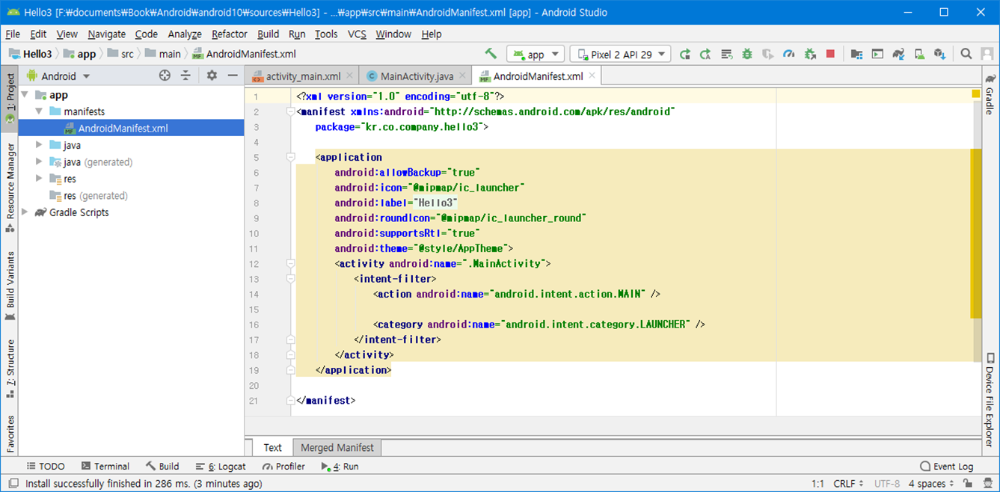 Hello3 [F:₩documents₩Book₩Android₩android10₩sources₩Hello3] - ...₩app₩src₩main₩AndroidManifest.xml [app] - Android Studio
File Edit View Navigate Code Analyze Refactor Build Run Tools VCS Window Help
Hello3 app src main AndroidManifest.xml app Pixel 2 API 29
1: Project
Resource Manager
Build Variants
7: Structure
Favorites
Android
app
manifests
AndroidManifest.xml
java
java (generated)
res
res (generated)
Gradle Scripts
activity_main.xml MainActivity.java AndroidManifest.xml
1 <?xml version="1.0" encoding="utf-8"?>
2 <manifest xmlns:android="http://schemas.android.com/apk/res/android"
3 package="kr.co.company.hello3">
4
5 <application
6 android:allowBackup="true"
7 android:icon="@mipmap/ic_launcher"
8 android:label="Hello3"
9 android:roundIcon="@mipmap/ic_launcher_round"
10 android:supportsRtl="true"
11 android:theme="@style/AppTheme">
12 <activity android:name=".MainActivity">
13 <intent-filter>
14 <action android:name="android.intent.action.MAIN" />
15
16 <category android:name="android.intent.category.LAUNCHER" />
17 </intent-filter>
18 </activity>
19 </application>
20
21 </manifest>
Text Merged Manifest
Gradle
Device File Explorer
TODO Terminal Build 6: Logcat Profiler 4: Run Event Log
Install successfully finished in 286 ms. (3 minutes ago) 1:1 CRLF UTF-8 4 spaces